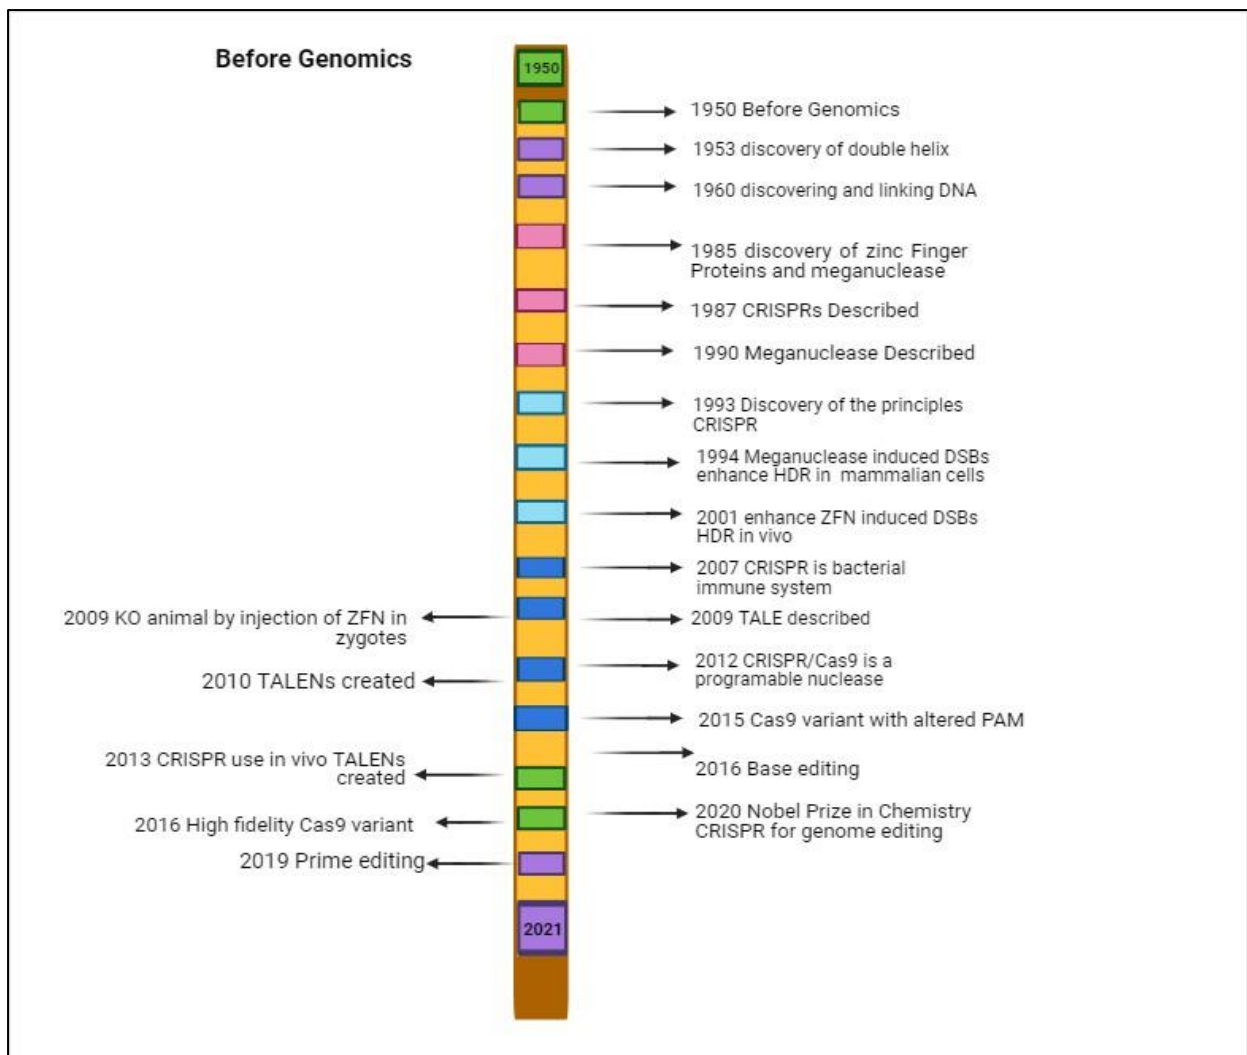 Before Genomics
1950
1950 Before Genomics
1953 discovery of double helix
1960 discovering and linking DNA
1985 discovery of zinc Finger
Proteins and meganuclease
1987 CRISPRs Described
1990 Meganuclease Described
1993 Discovery of the principles
CRISPR
1994 Meganuclease induced DSBs
enhance HDR in mammalian cells
2001 enhance ZFN induced DSBs
HDR in vivo
2007 CRISPR is bacterial
immune system
2009 KO animal by injection of ZFN in
zygotes
2009 TALE described
2012 CRISPR/Cas9 is a
programable nuclease
2010 TALENs created
2015 Cas9 variant with altered PAM
2013 CRISPR use in vivo TALENs
created
2016 Base editing
2020 Nobel Prize in Chemistry
CRISPR for genome editing
2016 High fidelity Cas9 variant
2019 Prime editing
2021